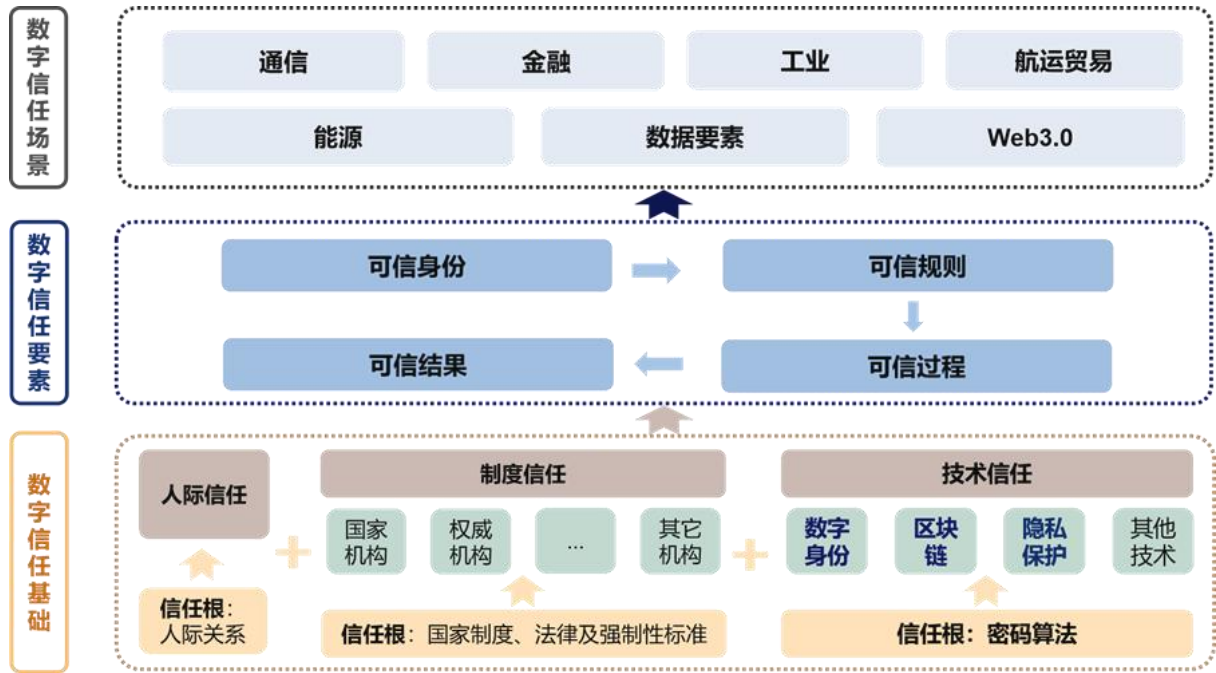 数字信任场景
通信
金融
工业
航运贸易
能源
数据要素
Web3.0
数字信任要素
可信身份
可信规则
可信结果
可信过程
数字信任基础
人际信任
制度信任
技术信任
国家
机构
权威
机构
...
其它
机构
数字
身份
区块
链
隐私
保护
其他
技术
+
+
信任根：
人际关系
信任根：国家制度、法律及强制性标准
信任根：密码算法